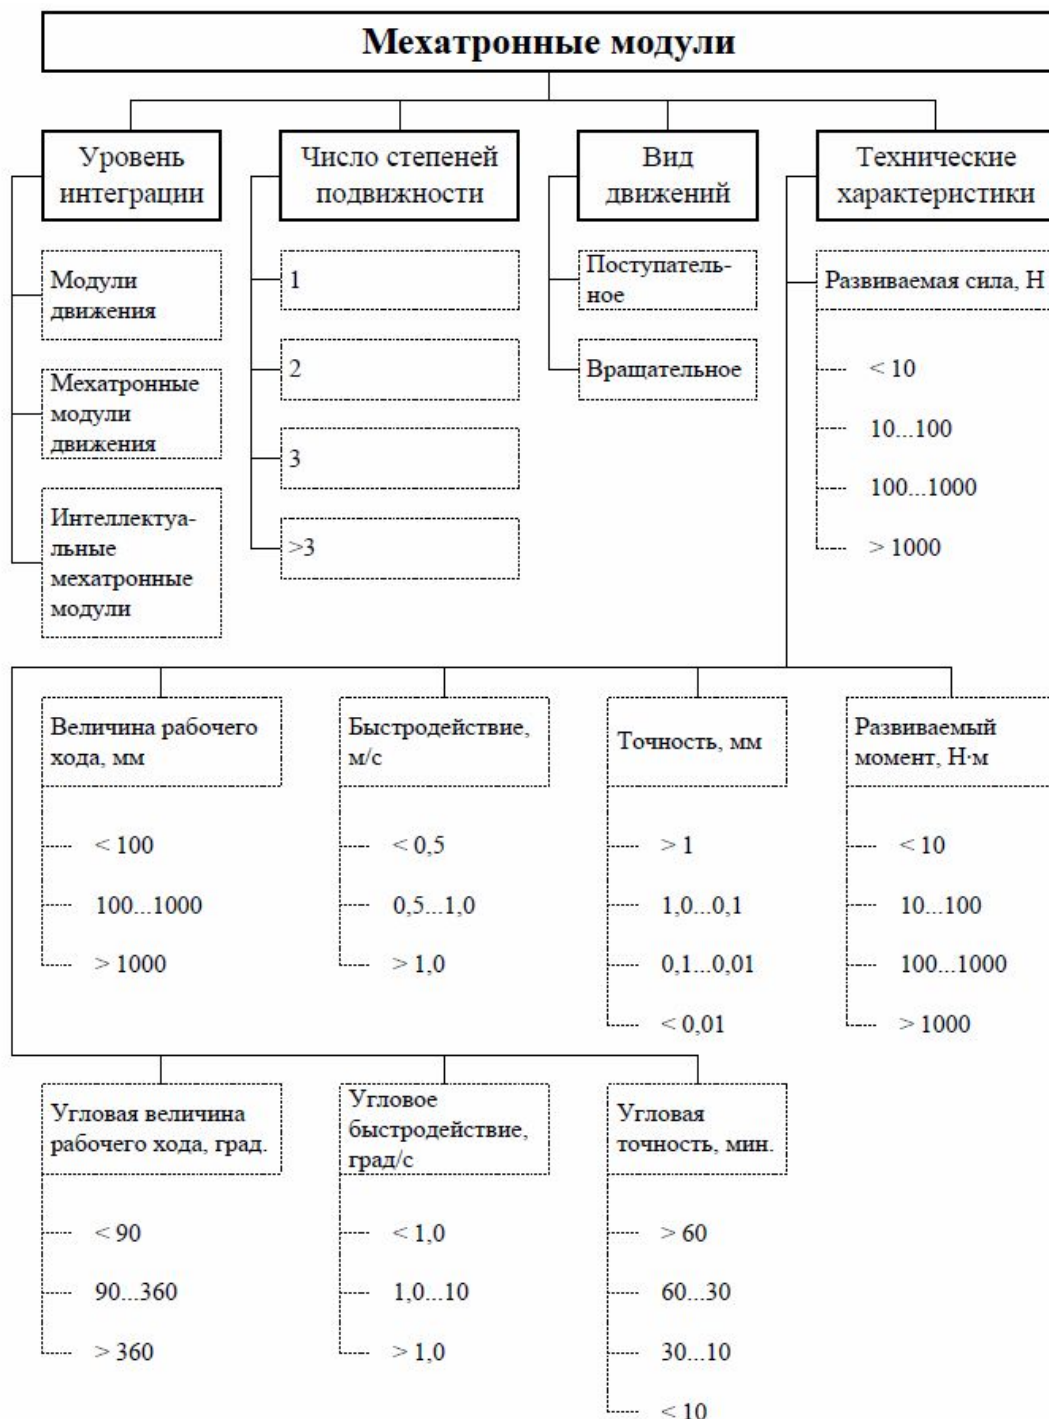 Мехатронные модули
Уровень
интеграции
Модули
движения
Мехатронные
модули
движения
Интеллектуа-
льные
мехатронные
модули
Число степеней
подвижности
1
2
3
>3
Вид
движений
Поступатель-
ное
Вращательное
Технические
характеристики
Развиваемая сила, Н
< 10
10...100
100...1000
> 1000
Величина рабочего
хода, мм
< 100
100...1000
> 1000
Быстродействие,
м/с
< 0,5
0,5...1,0
> 1,0
Точность, мм
> 1
1,0...0,1
0,1...0,01
< 0,01
Развиваемый
момент, Н·м
< 10
10...100
100...1000
> 1000
Угловая величина
рабочего хода, град.
< 90
90...360
> 360
Угловое
быстродействие,
град/с
< 1,0
1,0...10
> 1,0
Угловая
точность, мин.
> 60
60...30
30...10
< 10